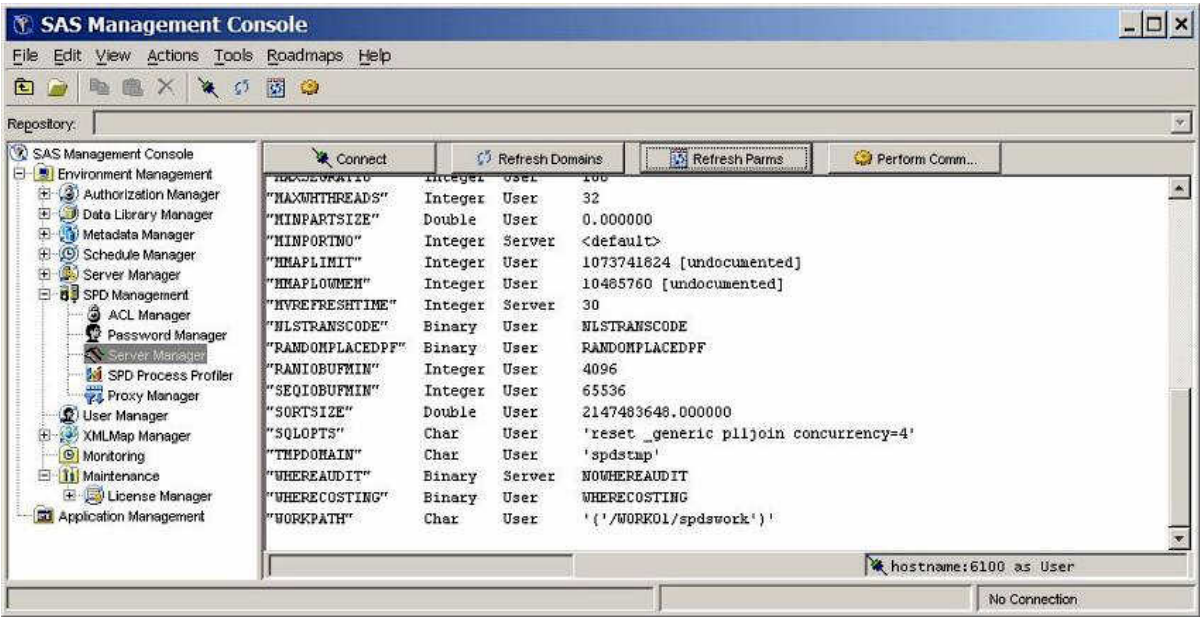 SAS Management Console
File Edit View Actions Tools Roadmaps Help
Repository:
SAS Management Console
Environment Management
Authorization Manager
Data Library Manager
Metadata Manager
Schedule Manager
Server Manager
SPD Management
ACL Manager
Password Manager
Server Manager
SPD Process Profiler
Proxy Manager
User Manager
XMLMap Manager
Monitoring
Maintenance
License Manager
Application Management
Connect Refresh Domains Refresh Parms Perform Comm...
"MAXSEGRATIO" Integer User 100
"MAXWHTHREADS" Integer User 32
"MINPARTSIZE" Double User 0.000000
"MINPORTNO" Integer Server <default>
"MMAPLIMIT" Integer User 1073741824 [undocumented]
"MMAPLOWMEM" Integer User 10485760 [undocumented]
"MVREFRESHTIME" Integer Server 30
"NLSTRANSCODE" Binary User NLSTRANSCODE
"RANDOMPLACEDPF" Binary User RANDOMPLACEDPF
"RANIOBUFMIN" Integer User 4096
"SEQIOBUFMIN" Integer User 65536
"SORTSIZE" Double User 2147483648.000000
"SQLOPTS" Char User 'reset _generic plljoin concurrency=4'
"TMPDOMAIN" Char User 'spdstmp'
"WHEREAUDIT" Binary Server NOWHEREAUDIT
"WHERECOSTING" Binary User WHERECOSTING
"WORKPATH" Char User '('/WORK01/spdswork')'
hostname:6100 as User
No Connection